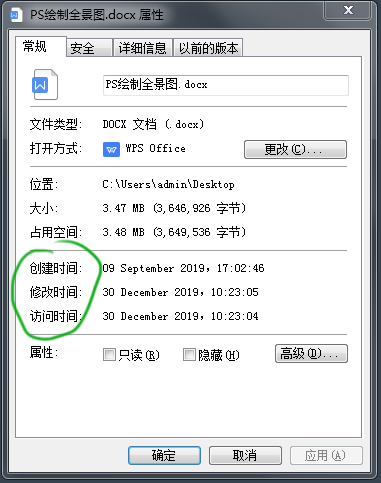 PS绘制全景图.docx 属性
常规 安全 详细信息 以前的版本
PS绘制全景图.docx
文件类型: DOCX 文档 (.docx)
打开方式: WPS Office 更改(C)...
位置: C:\Users\admin\Desktop
大小: 3.47 MB (3,646,926 字节)
占用空间: 3.48 MB (3,649,536 字节)
创建时间: 09 September 2019, 17:02:46
修改时间: 30 December 2019, 10:23:05
访问时间: 30 December 2019, 10:23:04
属性: 只读(R) 隐藏(H) 高级(D)...
确定 取消 应用(A)